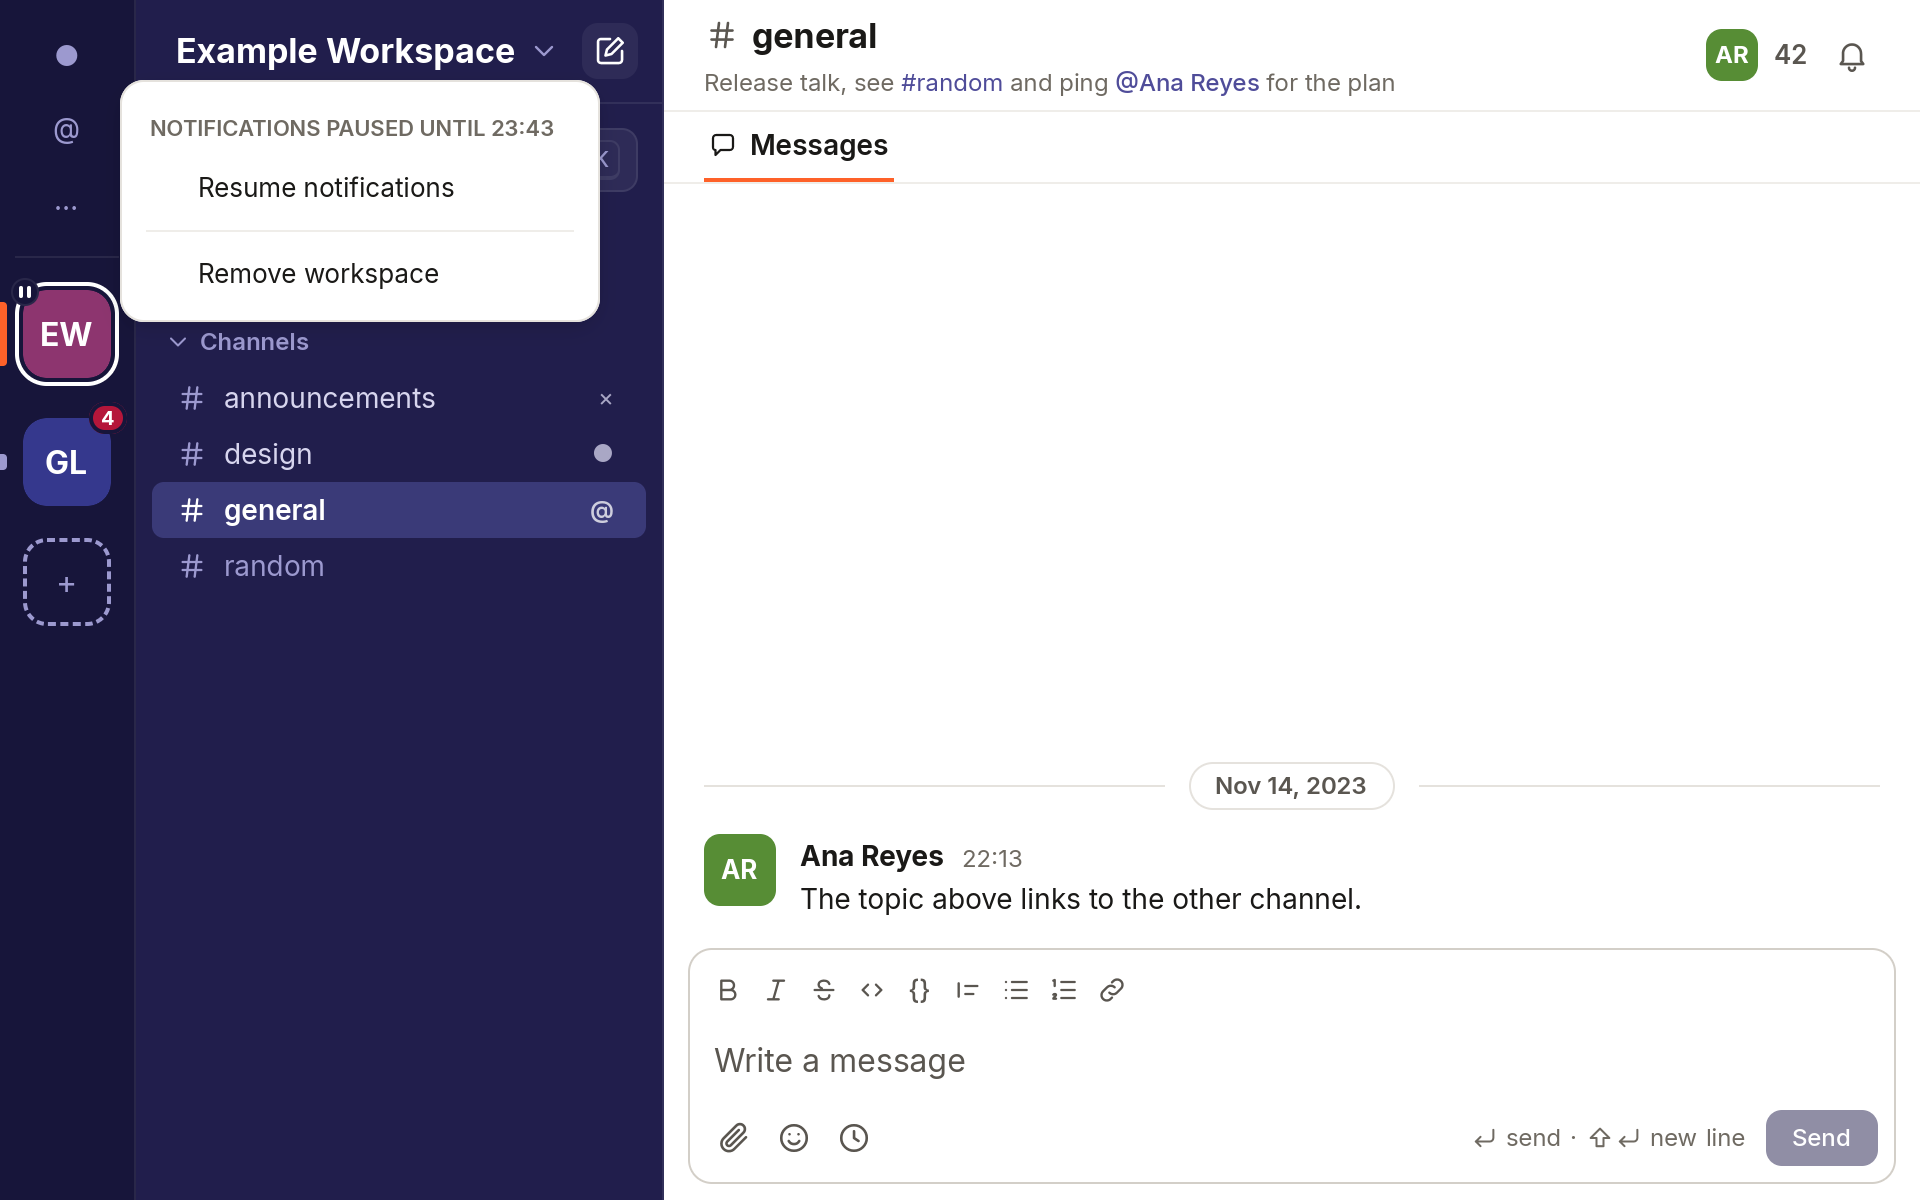 Example Workspace
@
...
NOTIFICATIONS PAUSED UNTIL 23:43
Resume notifications
Remove workspace
K
EW
4
GL
+
Channels
# announcements ×
# design
# general @
# random
# general
Release talk, see #random and ping @Ana Reyes for the plan
AR 42
Messages
Nov 14, 2023
AR
Ana Reyes 22:13
The topic above links to the other channel.
Write a message
send · new line
Send